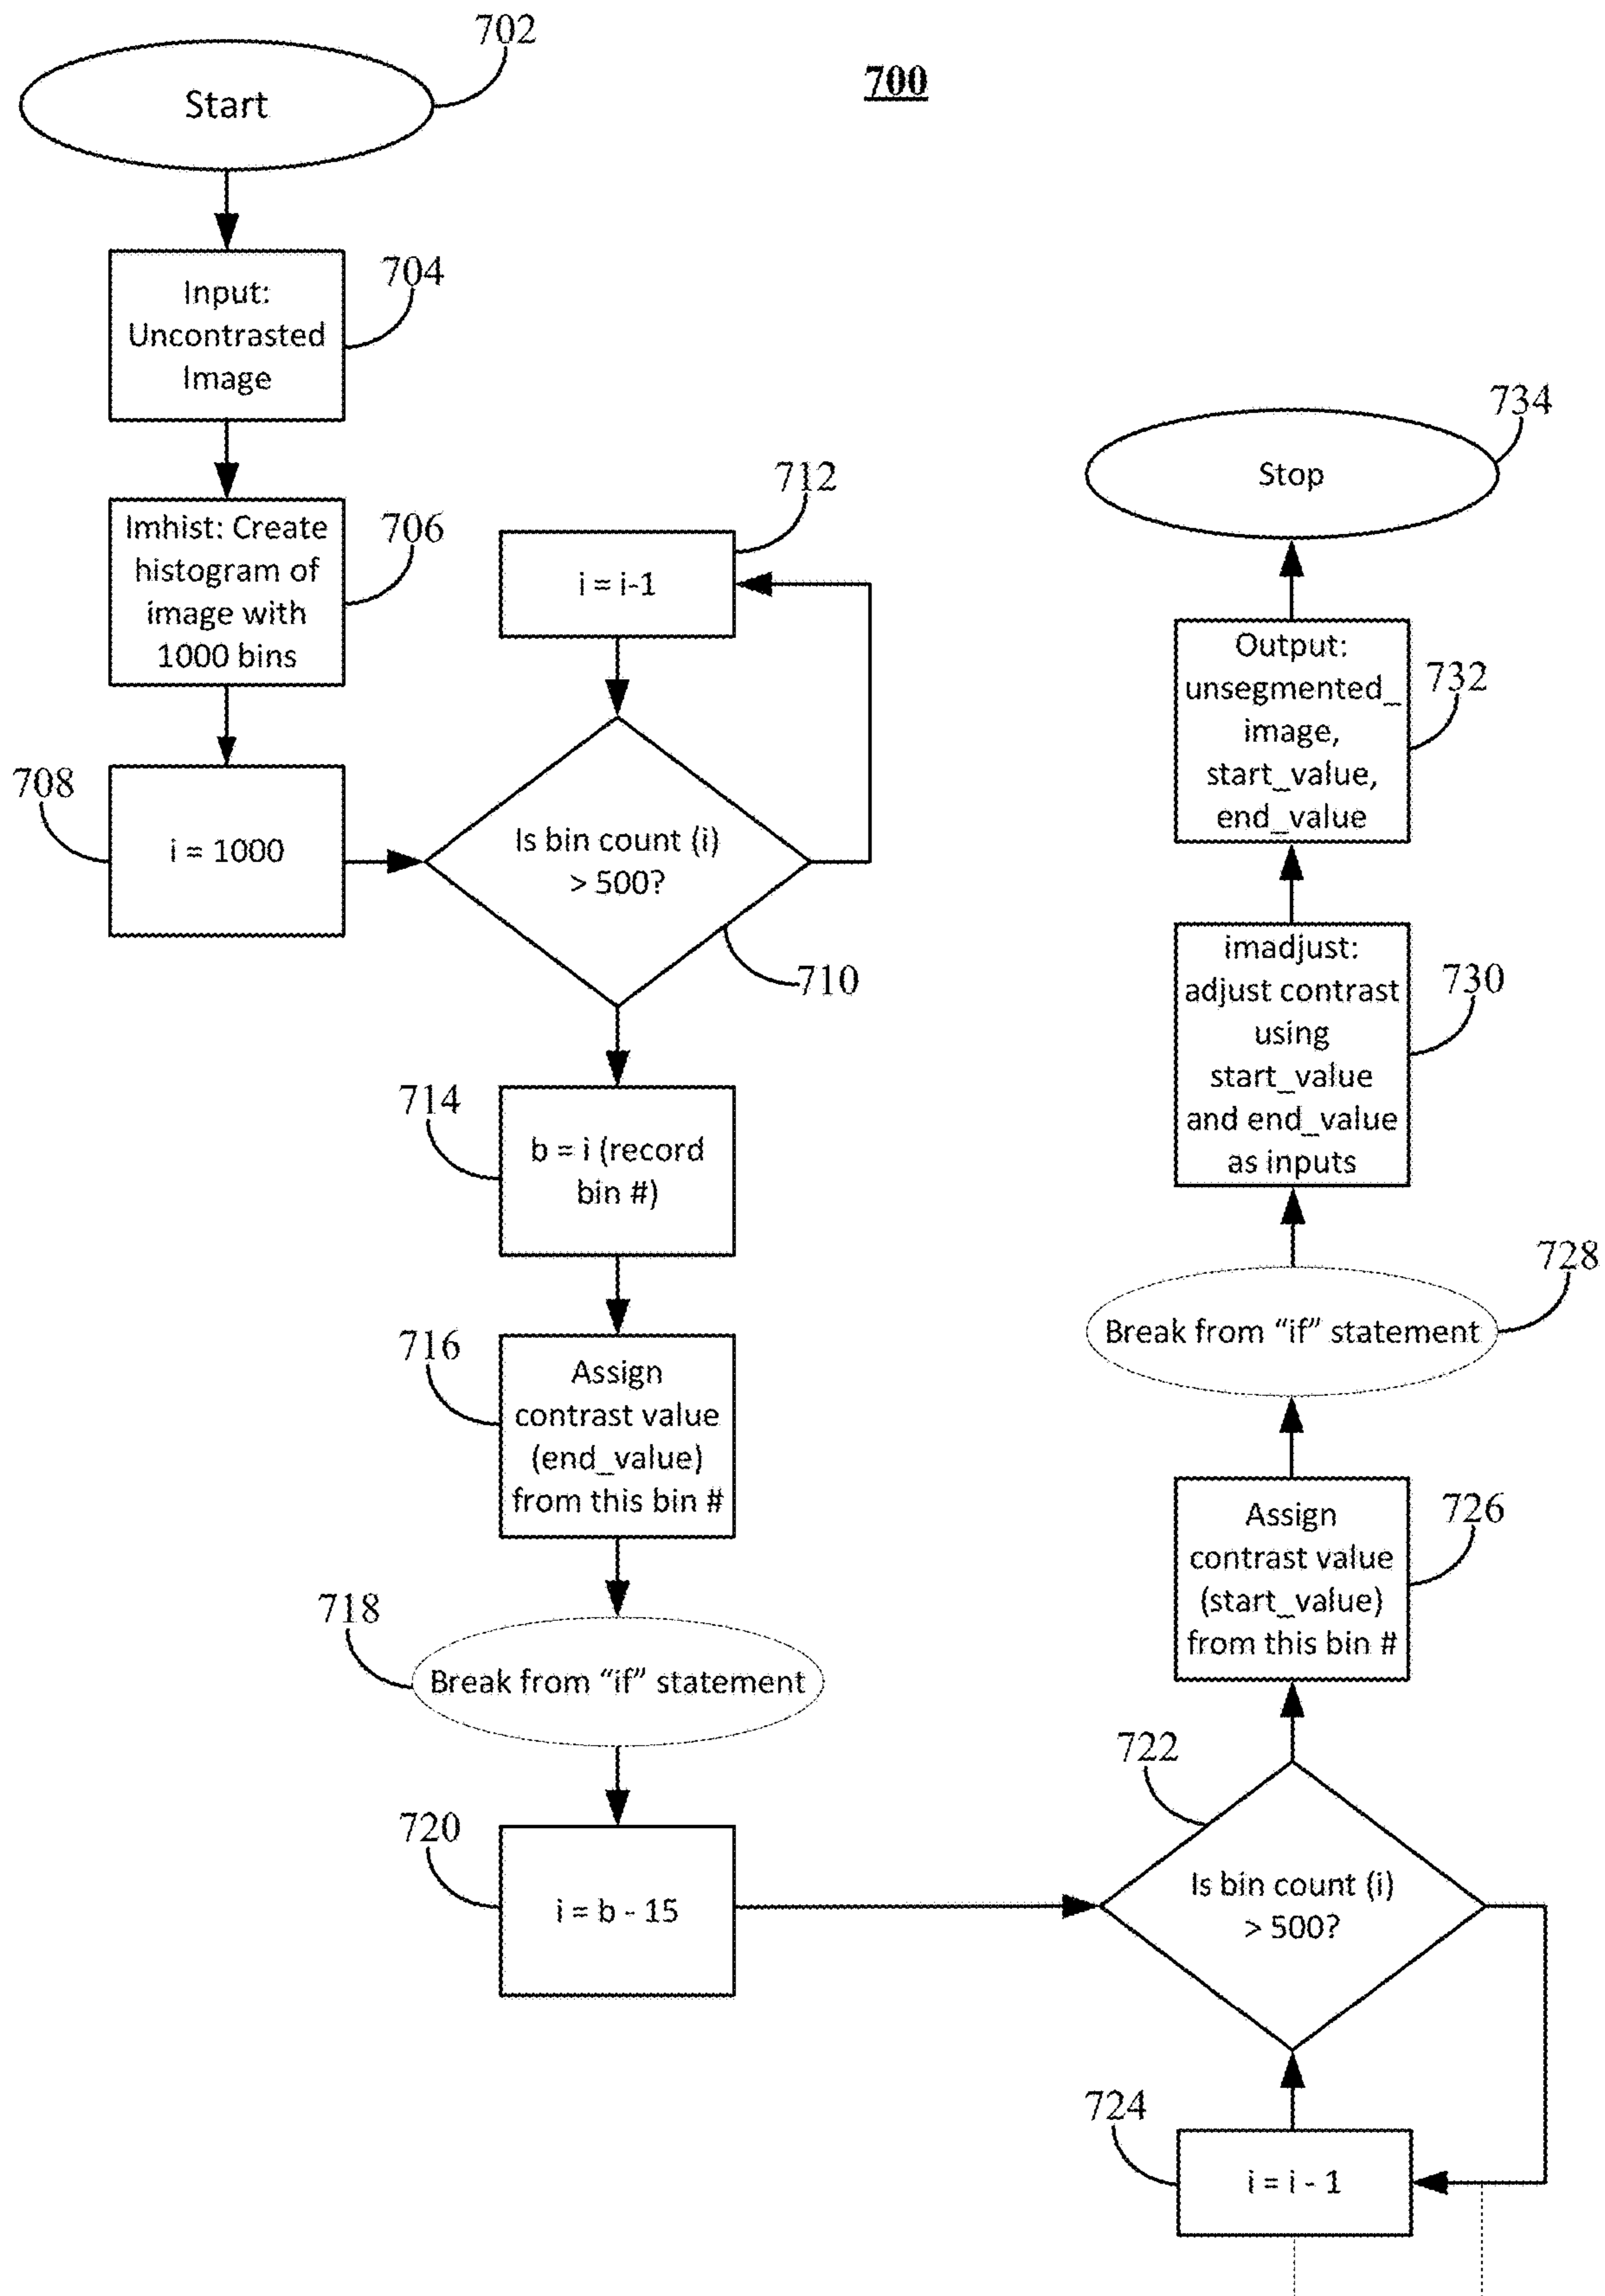 700
702
Start
704
Input:
Uncontrasted
Image
706
Imhist: Create
histogram of
image with
1000 bins
708
i = 1000
712
i = i-1
Is bin count (i)
> 500?
710
714
b = i (record
bin #)
716
Assign
contrast value
(end_value)
from this bin #
718
Break from “if” statement
720
i = b - 15
722
Is bin count (i)
> 500?
724
i = i - 1
726
Assign
contrast value
(start_value)
from this bin #
728
Break from “if” statement
730
imadjust:
adjust contrast
using
start_value
and end_value
as inputs
732
Output:
unsegmented_
image,
start_value,
end_value
734
Stop